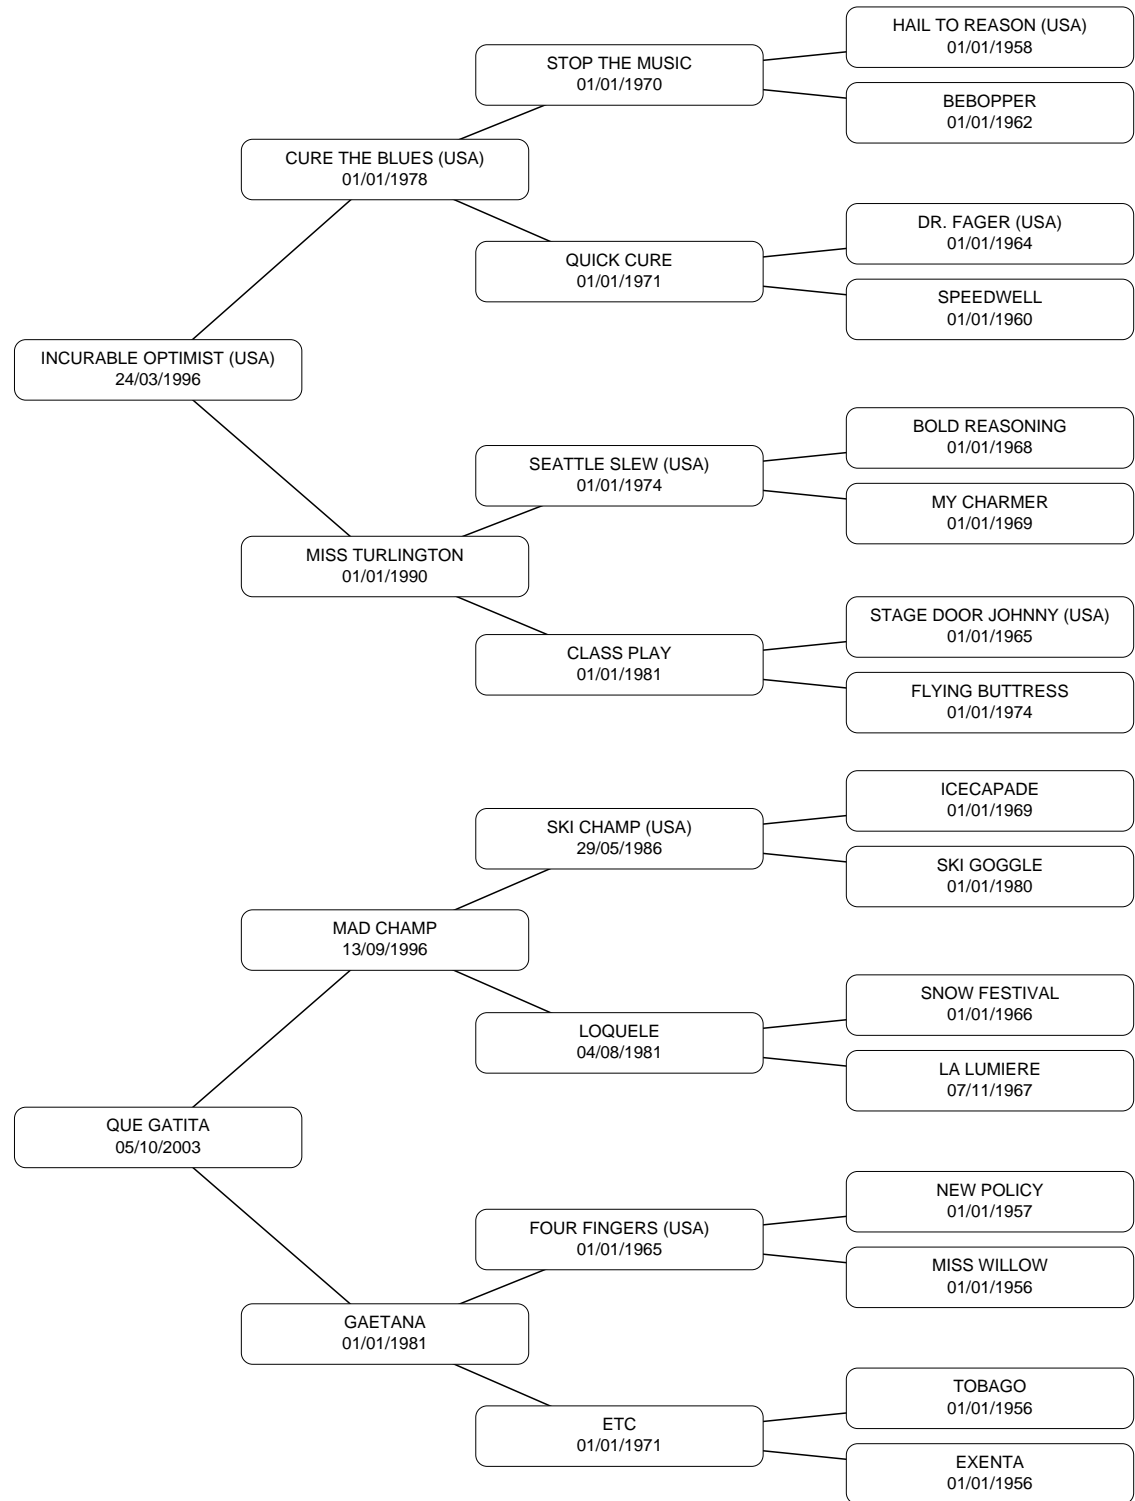 HAIL TO REASON (USA)
01/01/1958
STOP THE MUSIC
01/01/1970
BEBOPPER
01/01/1962
CURE THE BLUES (USA)
01/01/1978
DR. FAGER (USA)
01/01/1964
QUICK CURE
01/01/1971
SPEEDWELL
01/01/1960
INCURABLE OPTIMIST (USA)
24/03/1996
BOLD REASONING
01/01/1968
SEATTLE SLEW (USA)
01/01/1974
MY CHARMER
01/01/1969
MISS TURLINGTON
01/01/1990
STAGE DOOR JOHNNY (USA)
01/01/1965
CLASS PLAY
01/01/1981
FLYING BUTTRESS
01/01/1974
ICECAPADE
01/01/1969
SKI CHAMP (USA)
29/05/1986
SKI GOGGLE
01/01/1980
MAD CHAMP
13/09/1996
SNOW FESTIVAL
01/01/1966
LOQUELE
04/08/1981
LA LUMIERE
07/11/1967
QUE GATITA
05/10/2003
NEW POLICY
01/01/1957
FOUR FINGERS (USA)
01/01/1965
MISS WILLOW
01/01/1956
GAETANA
01/01/1981
TOBAGO
01/01/1956
ETC
01/01/1971
EXENTA
01/01/1956